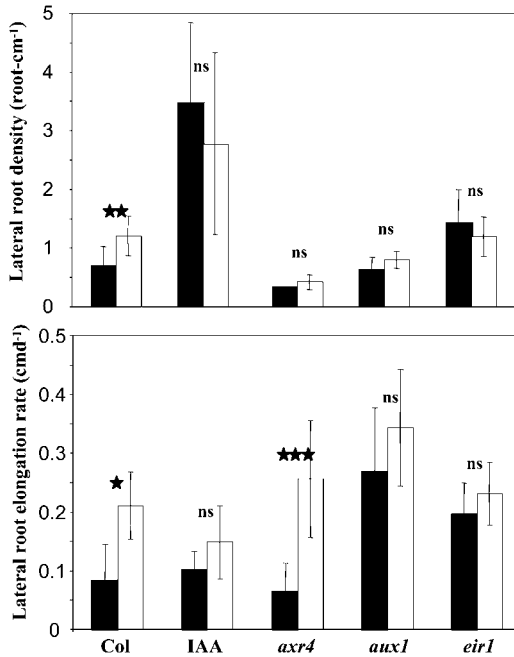 Lateral root density (root-cm⁻¹)
5
4
3
2
1
0
★★
ns
ns
ns
ns
Lateral root elongation rate (cmd⁻¹)
0.5
0.4
0.3
0.2
0.1
0
★
ns
★★★
ns
ns
Col IAA axr4 aux1 eir1